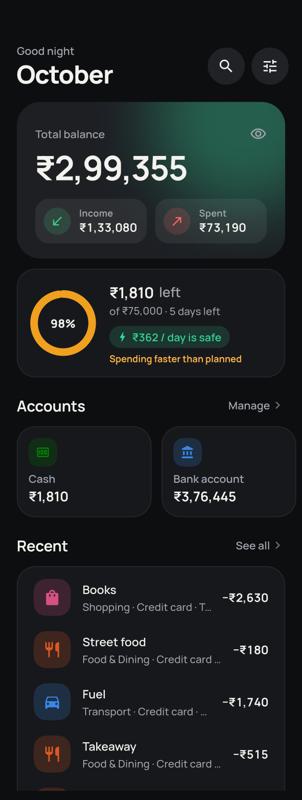 Good night
October
Total balance
₹2,99,355
Income
₹1,33,080
Spent
₹73,190
98%
₹1,810 left
of ₹75,000 · 5 days left
₹362 / day is safe
Spending faster than planned
Accounts
Manage
Cash
₹1,810
Bank account
₹3,76,445
Recent
See all
Books
Shopping · Credit card · T...
−₹2,630
Street food
Food & Dining · Credit card ...
−₹180
Fuel
Transport · Credit card · ...
−₹1,740
Takeaway
Food & Dining · Credit card ...
−₹515